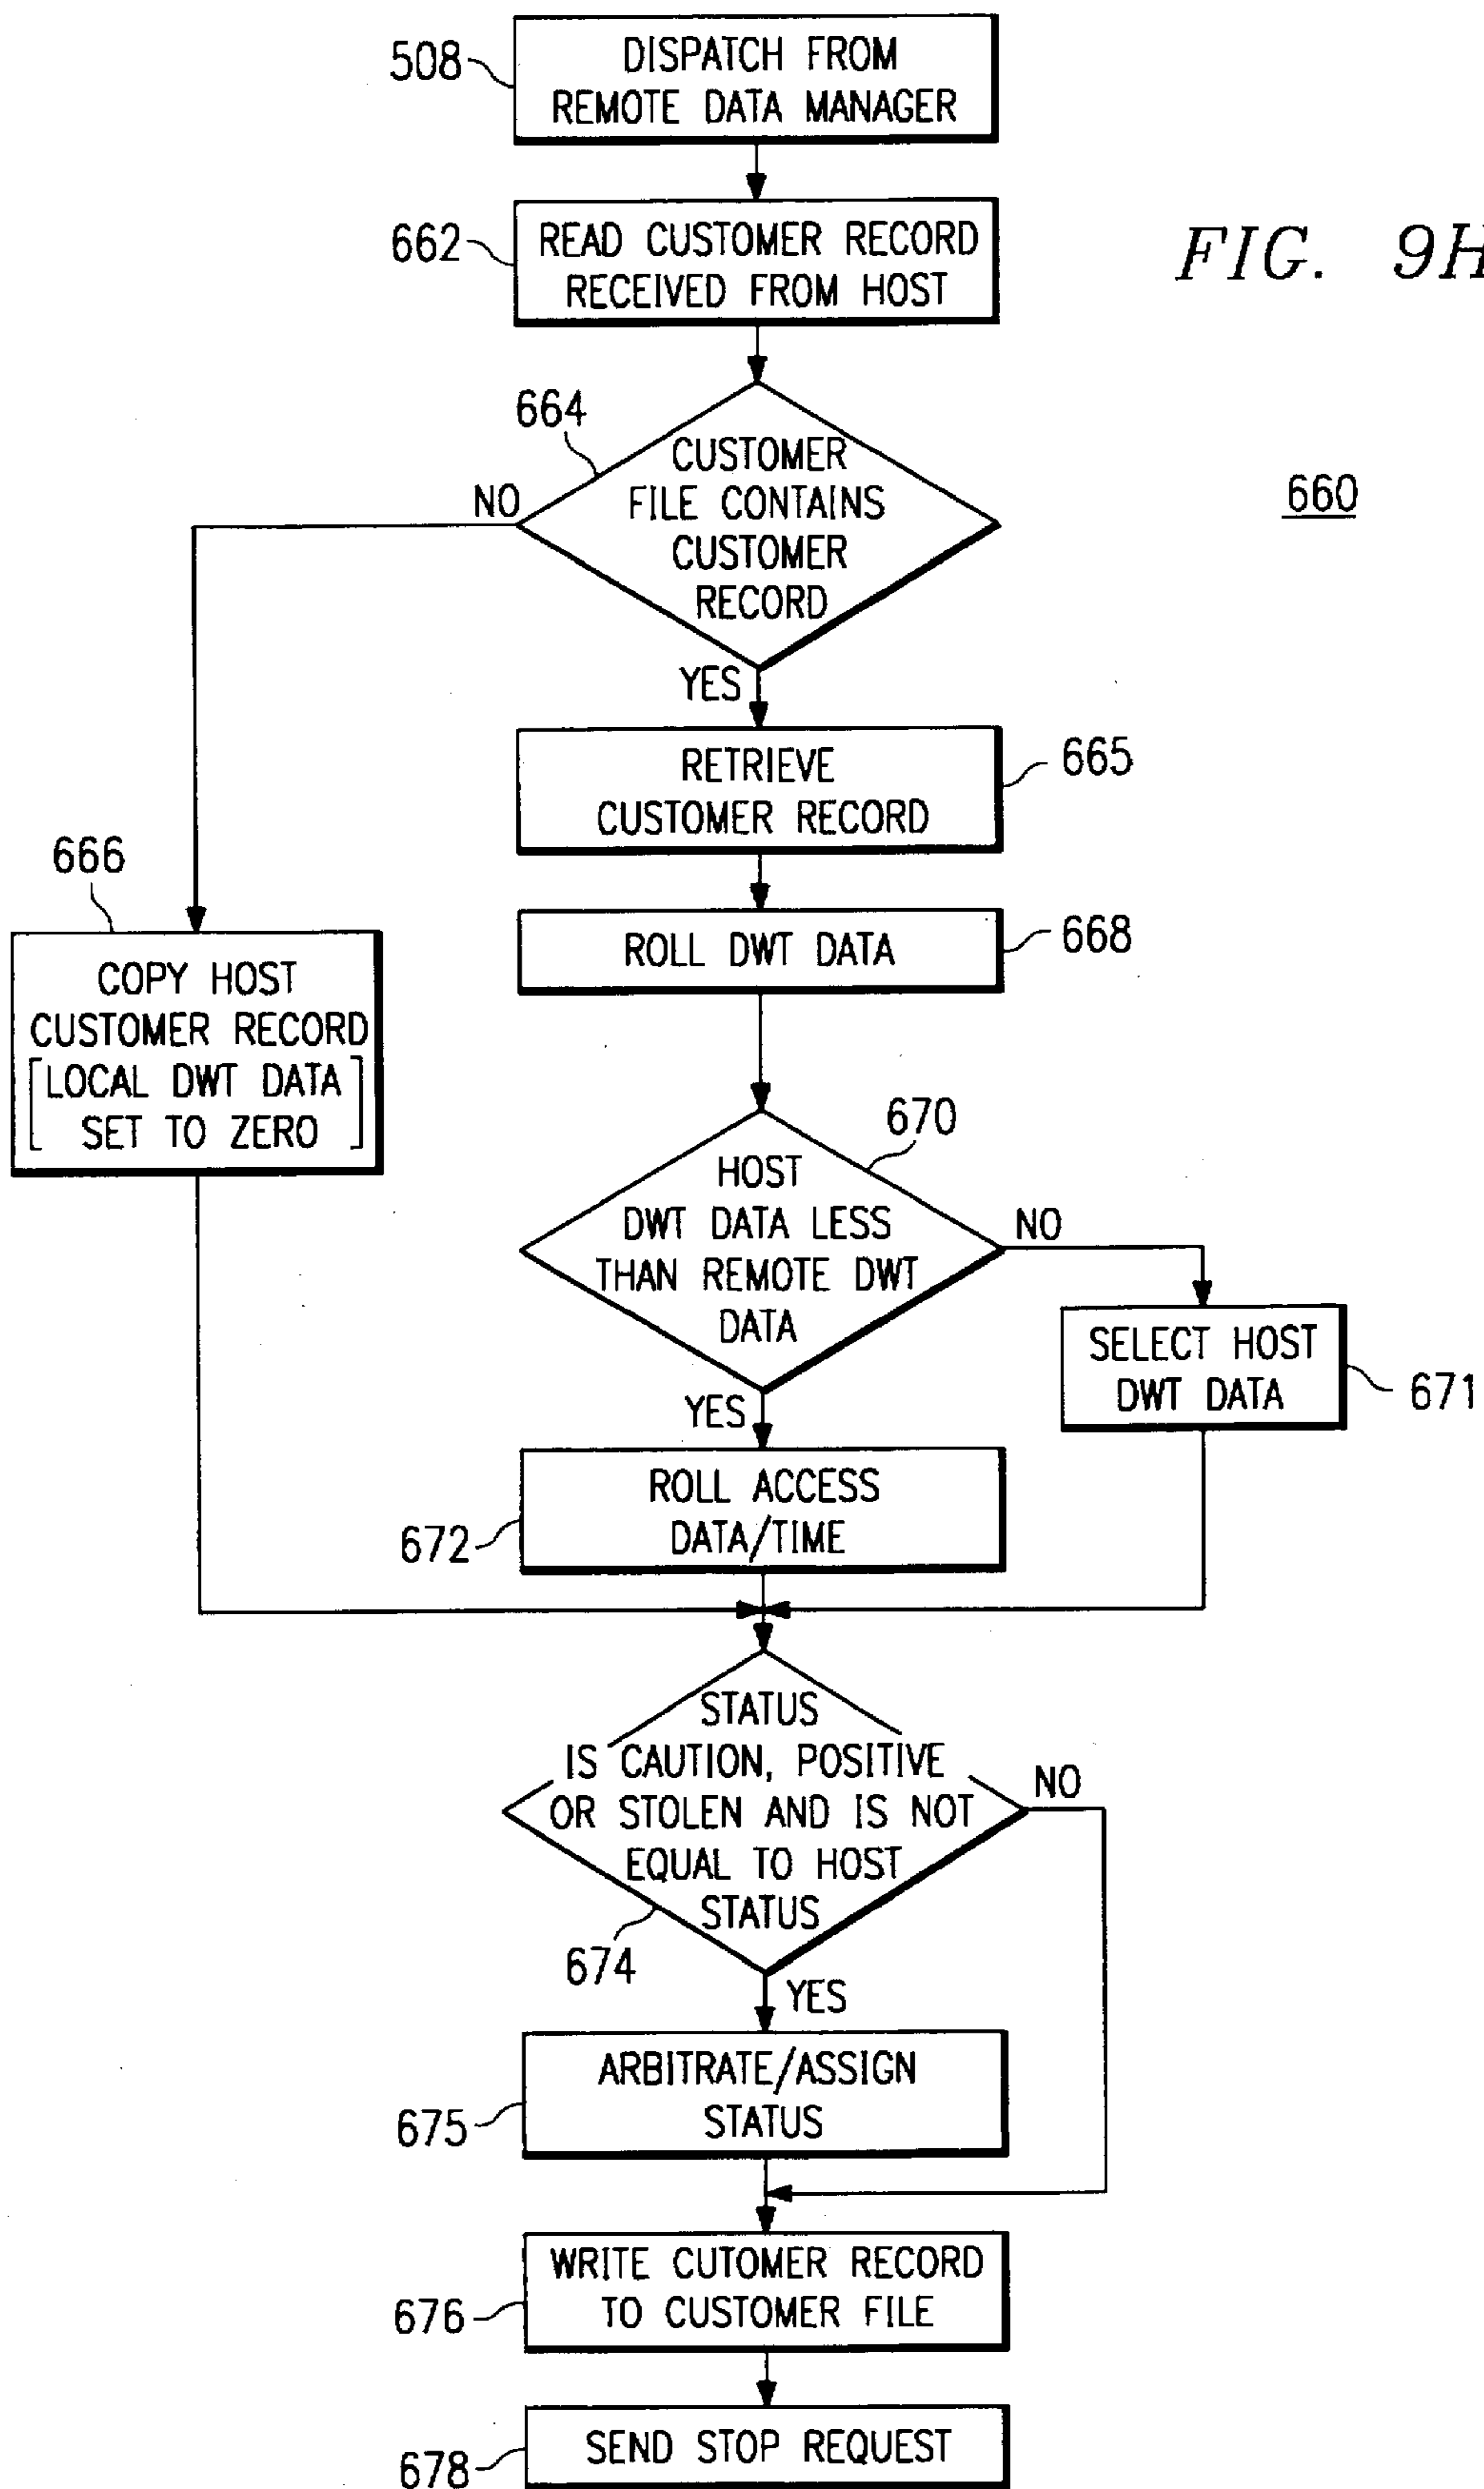 508
DISPATCH FROM
REMOTE DATA MANAGER
662
READ CUSTOMER RECORD
RECEIVED FROM HOST
FIG. 9H
664
CUSTOMER
FILE CONTAINS
CUSTOMER
RECORD
NO
660
YES
RETRIEVE
CUSTOMER RECORD
665
666
ROLL DWT DATA
668
COPY HOST
CUSTOMER RECORD
[LOCAL DWT DATA
SET TO ZERO]
670
HOST
DWT DATA LESS
THAN REMOTE DWT
DATA
NO
SELECT HOST
DWT DATA
671
YES
ROLL ACCESS
DATA/TIME
672
STATUS
IS CAUTION, POSITIVE
OR STOLEN AND IS NOT
EQUAL TO HOST
STATUS
NO
674
YES
ARBITRATE/ASSIGN
STATUS
675
WRITE CUTOMER RECORD
TO CUSTOMER FILE
676
SEND STOP REQUEST
678